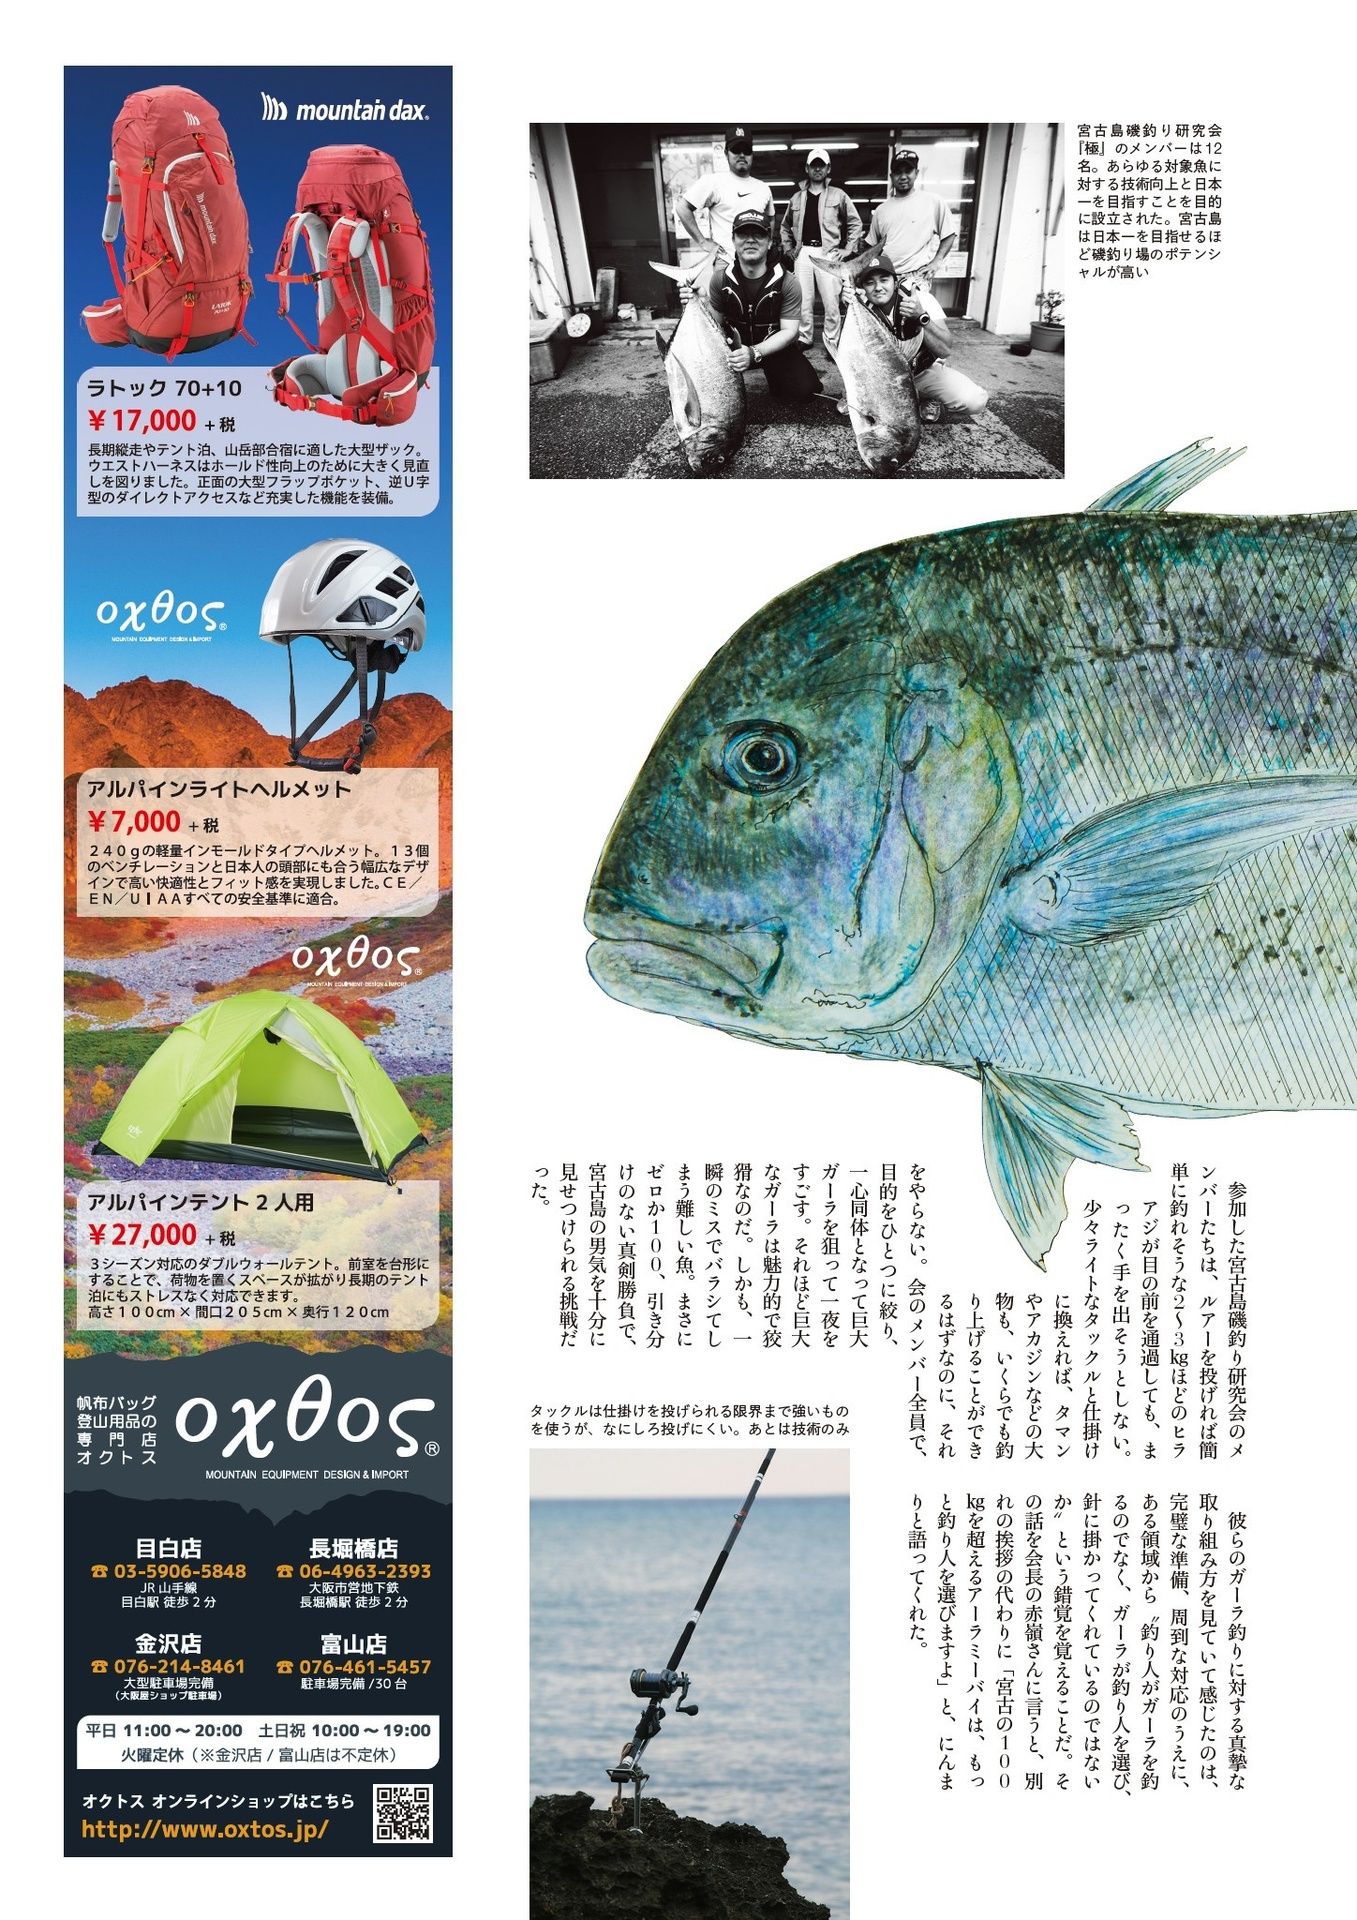 mountain dax®
mountain dax
LATOK
70+10
ラトック 70+10
¥17,000 +税
長期縦走やテント泊、山岳部合宿に適した大型ザック。
ウエストハーネスはホールド性向上のために大きく見直
しを図りました。正面の大型フラップポケット、逆U字
型のダイレクトアクセスなど充実した機能を装備。
oxθos®
MOUNTAIN EQUIPMENT DESIGN & IMPORT
アルパインライトヘルメット
¥7,000 +税
240gの軽量インモールドタイプヘルメット。13個
のベンチレーションと日本人の頭部にも合う幅広なデザ
インで高い快適性とフィット感を実現しました。CE/
EN/UIAAすべての安全基準に適合。
oxθos®
MOUNTAIN EQUIPMENT DESIGN & IMPORT
アルパインテント 2人用
¥27,000 +税
3シーズン対応のダブルウォールテント。前室を台形に
することで、荷物を置くスペースが拡がり長期のテント
泊にもストレスなく対応できます。
高さ100cm×間口205cm×奥行120cm
帆布バッグ
登山用品の
専門店
オクトス
oxθos®
MOUNTAIN EQUIPMENT DESIGN & IMPORT
目白店
☎ 03-5906-5848
JR 山手線
目白駅 徒歩2分
長堀橋店
☎ 06-4963-2393
大阪市営地下鉄
長堀橋駅 徒歩2分
金沢店
☎ 076-214-8461
大型駐車場完備
(大阪屋ショップ駐車場)
富山店
☎ 076-461-5457
駐車場完備/30台
平日 11:00〜20:00 土日祝 10:00〜19:00
火曜定休(※金沢店/富山店は不定休)
オクトス オンラインショップはこちら
http://www.oxtos.jp/
宮古島磯釣り研究会
『極』のメンバーは12
名。あらゆる対象魚に
対する技術向上と日本
一を目指すことを目的
に設立された。宮古島
は日本一を目指せるほ
ど磯釣り場のポテンシ
ャルが高い
参加した宮古島磯釣り研究会のメ
ンバーたちは、ルアーを投げれば簡
単に釣れそうな2〜3kgほどのヒラ
アジが目の前を通過しても、ま
ったく手を出そうとしない。
少々ライトなタックルと仕掛け
に換えれば、タマン
やアカジンなどの大
物も、いくらでも釣
り上げることができ
るはずなのに、それ
をやらない。会のメンバー全員で、
目的をひとつに絞り、
一心同体となって巨大
ガーラを狙って一夜を
すごす。それほど巨大
なガーラは魅力的で狡
猾なのだ。しかも、一
瞬のミスでバラシてし
まう難しい魚。まさに
ゼロか100、引き分
けのない真剣勝負で、
宮古島の男気を十分に
見せつけられる挑戦だ
った。
彼らのガーラ釣りに対する真摯な
取り組み方を見ていて感じたのは、
完璧な準備、周到な対応のうえに、
ある領域から〝釣り人がガーラを釣
るのでなく、ガーラが釣り人を選び、
針に掛かってくれているのではない
か〟という錯覚を覚えることだ。そ
の話を会長の赤嶺さんに言うと、別
れの挨拶の代わりに「宮古の100
kgを超えるアーラミーバイは、もっ
と釣り人を選びますよ」と、にんま
りと語ってくれた。
タックルは仕掛けを投げられる限界まで強いもの
を使うが、なにしろ投げにくい。あとは技術のみ